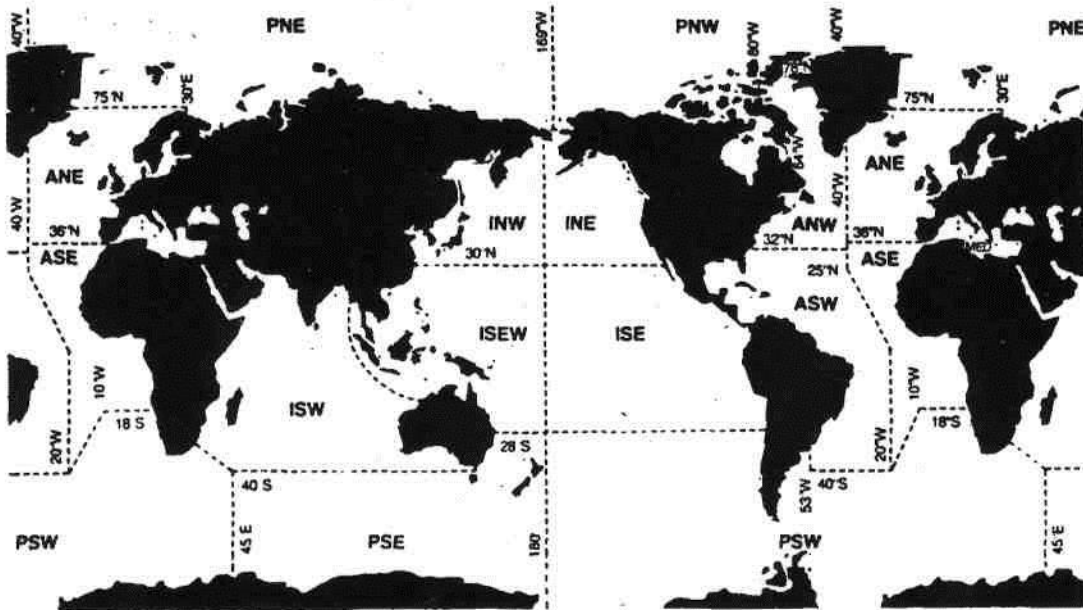 PNE
PNW
PNE
40°W
169°W
80°W
40°W
78°N
75°N
30°E
75°N
30°E
64°W
ANE
ANE
40 W
40°W
INW
INE
ANW
36°N
32°N
36°N
ASE
30°N
25°N
ASE
MED
ASW
ISEW
ISE
10 W
10°W
ISW
18 S
18°S
20°W
28 S
20°W
40 S
53°W
40°S
45 E
45°E
PSW
PSE
180°
PSW